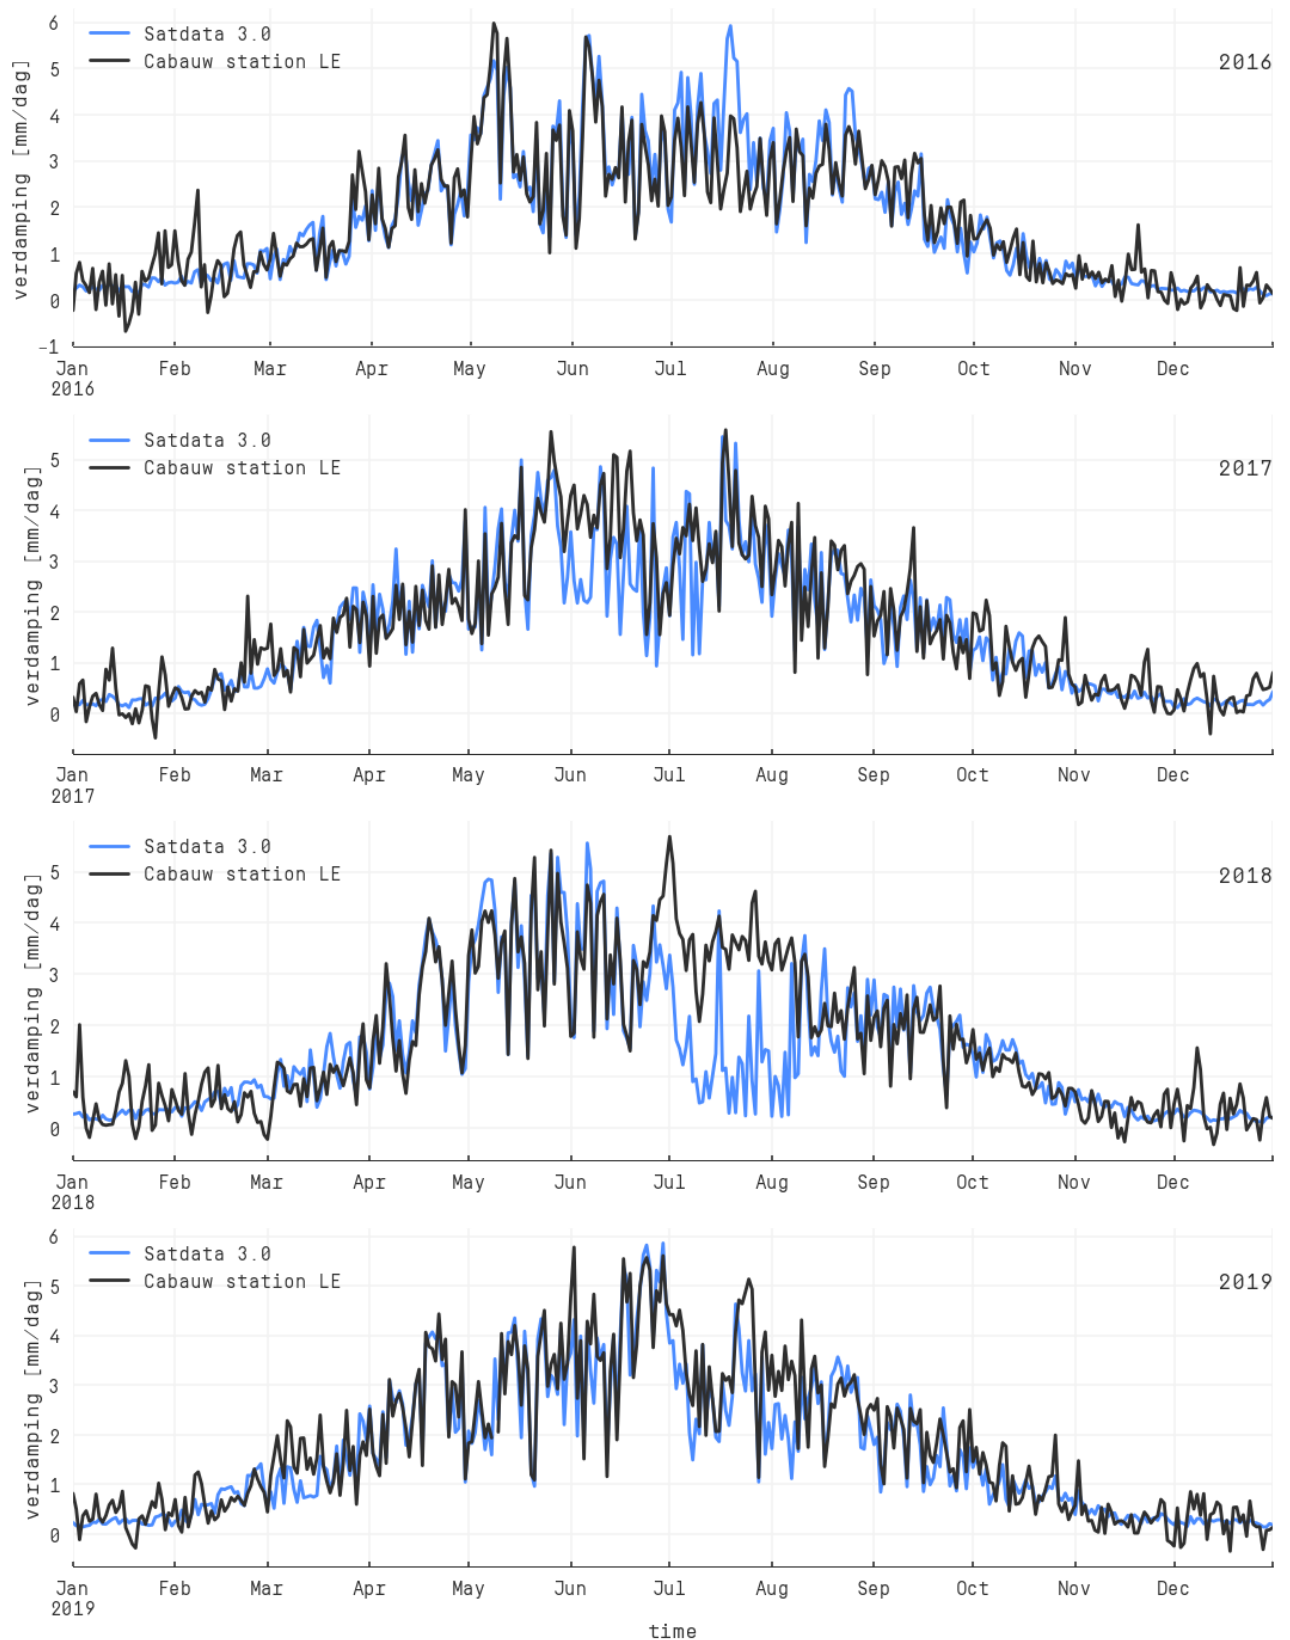 6
Satdata 3.0
Cabauw station LE
2016
5
4
3
2
1
0
−1
verdamping [mm/dag]
Jan Feb Mar Apr May Jun Jul Aug Sep Oct Nov Dec
2016
Satdata 3.0
Cabauw station LE
2017
5
4
3
2
1
0
verdamping [mm/dag]
Jan Feb Mar Apr May Jun Jul Aug Sep Oct Nov Dec
2017
Satdata 3.0
Cabauw station LE
2018
5
4
3
2
1
0
verdamping [mm/dag]
Jan Feb Mar Apr May Jun Jul Aug Sep Oct Nov Dec
2018
6
Satdata 3.0
Cabauw station LE
2019
5
4
3
2
1
0
verdamping [mm/dag]
Jan Feb Mar Apr May Jun Jul Aug Sep Oct Nov Dec
2019
time